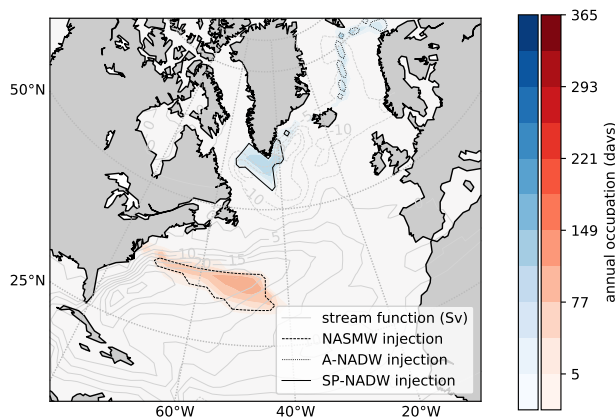 50°N
25°N
60°W
40°W
20°W
-10
-10
5
10
20
15
stream function (Sv)
NASMW injection
A-NADW injection
SP-NADW injection
365
293
221
149
77
5
annual occupation (days)